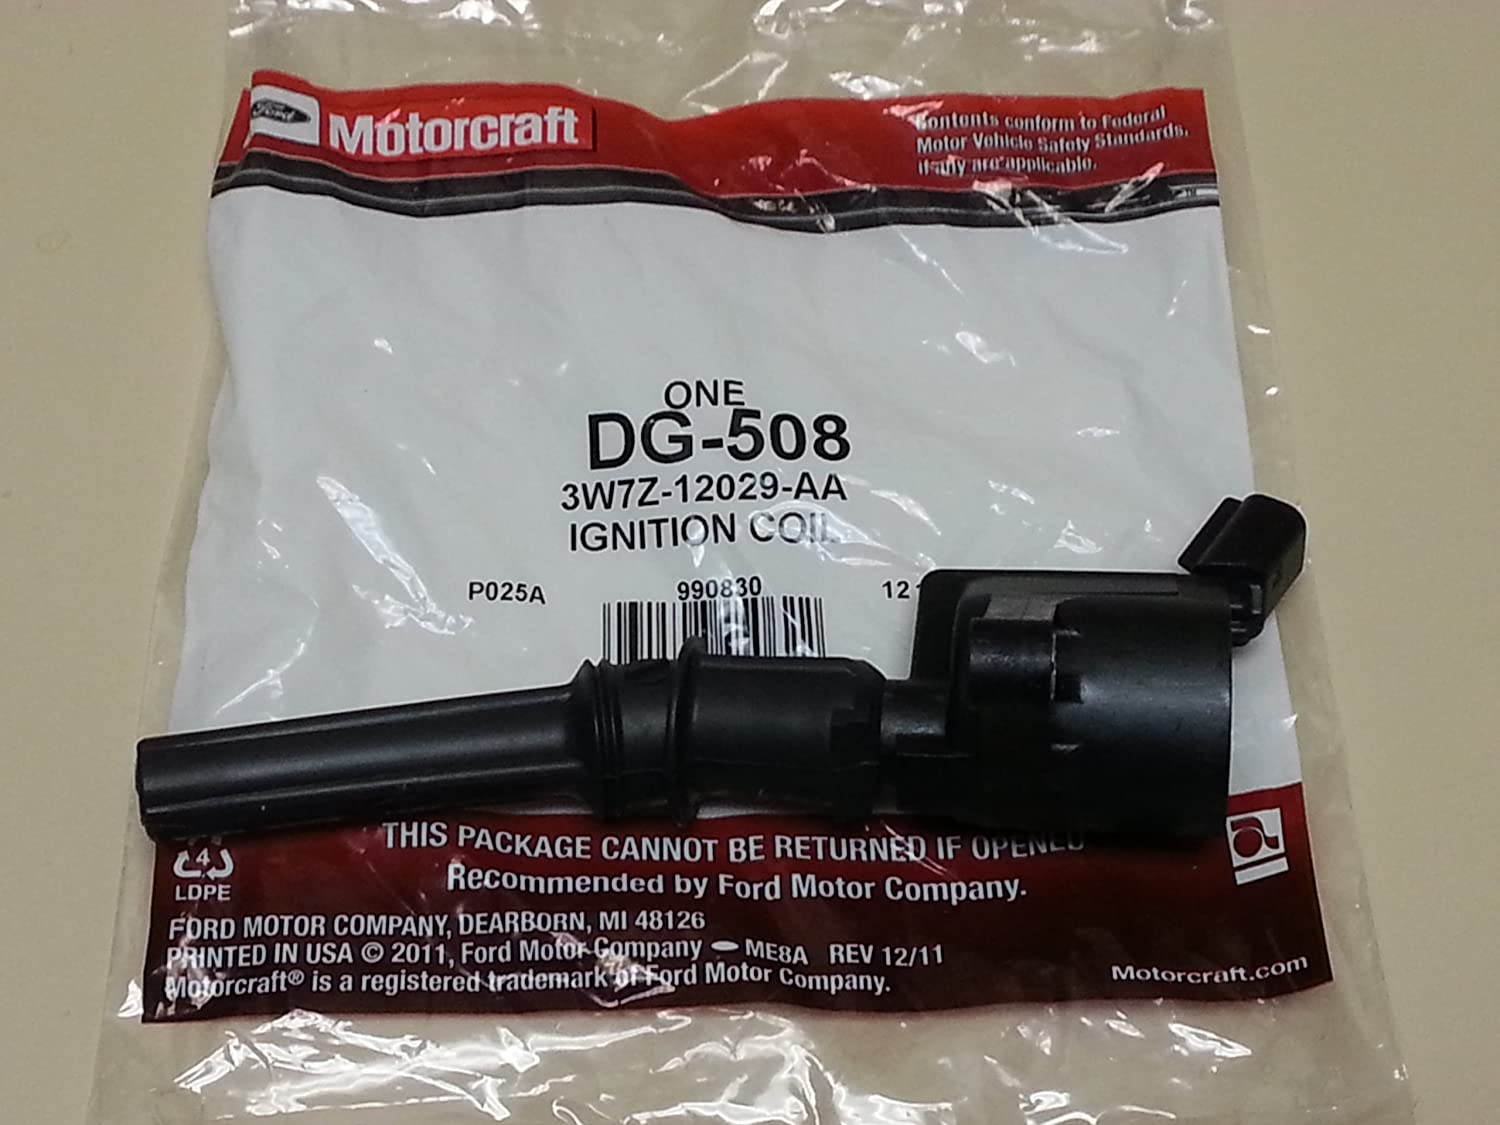 Ford
Motorcraft
Contents conform to Federal
Motor Vehicle Safety Standards,
if any are applicable.
ONE
DG-508
3W7Z-12029-AA
IGNITION COIL
P025A 990830 12
THIS PACKAGE CANNOT BE RETURNED IF OPENED
Recommended by Ford Motor Company.
4
LDPE
FORD MOTOR COMPANY, DEARBORN, MI 48126
PRINTED IN USA © 2011, Ford Motor Company ME8A REV 12/11
Motorcraft® is a registered trademark of Ford Motor Company.
Motorcraft.com